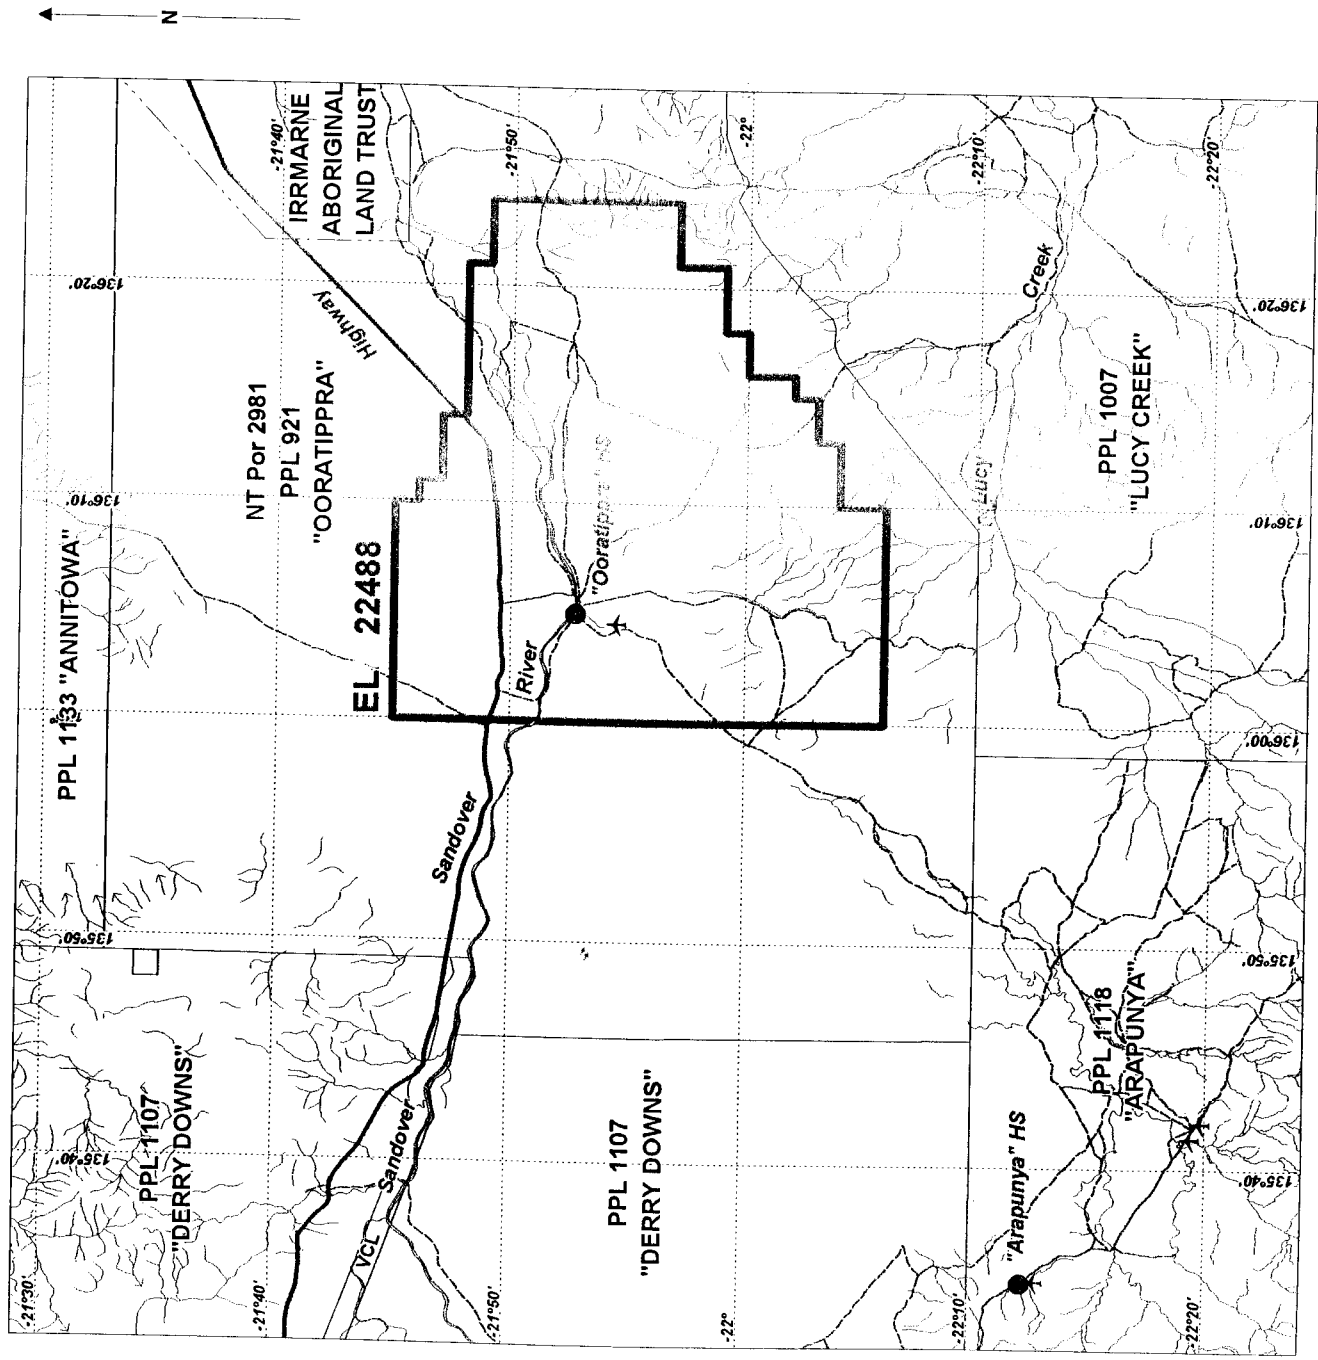 N
PPL 1133 "ANNITOWA"
-21°30'
-21°40'
-21°40'
IRRMARNE
ABORIGINAL
LAND TRUST
136°20'
Highway
NT Por 2981
PPL 921
"OORATIPPRA"
136°10'
EL 22488
-21°50'
-22°
-22°10'
-22°20'
"Ooratippra" HS
River
Sandover
135°50'
PPL 1107
"DERRY DOWNS"
135°40'
Sandover
VCL
-21°50'
PPL 1107
"DERRY DOWNS"
-22°
Lucy
Creek
PPL 1007
"LUCY CREEK"
136°20'
136°10'
136°00'
135°50'
135°40'
PPL 1118
"ARAPUNYA"
"Arapunya" HS
-22°10'
-22°20'